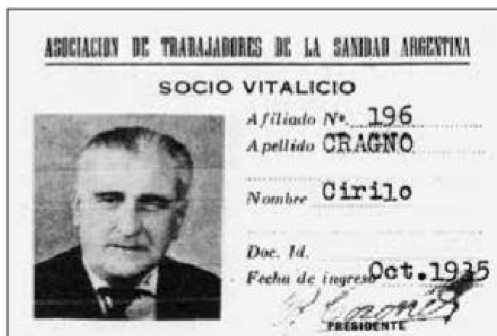 ASOCIACION DE TRABAJADORES DE LA SANIDAD ARGENTINA
SOCIO VITALICIO
Afiliado Nº. 196
Apellido CRAGNO
Nombre Cirilo
Doc. Id.
Fecha de ingreso Oct.1935
PRESIDENTE